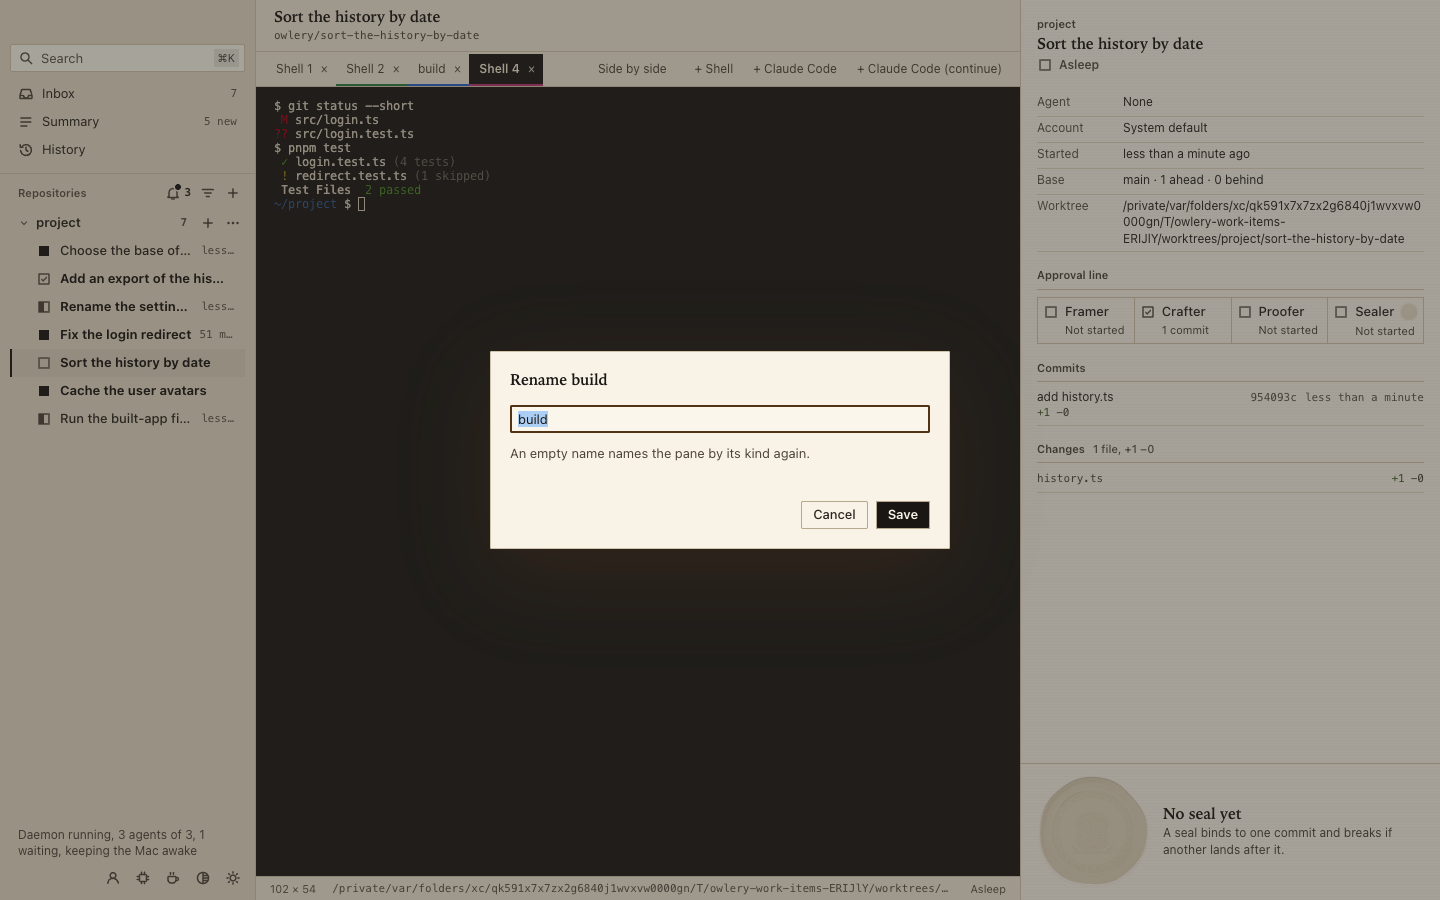 Search ⌘K
Inbox 7
Summary 5 new
History
Repositories 3
project 7
Choose the base of… less…
Add an export of the his…
Rename the settin… less…
Fix the login redirect 51 m…
Sort the history by date
Cache the user avatars
Run the built-app fi… less…
Daemon running, 3 agents of 3, 1
waiting, keeping the Mac awake
Sort the history by date
owlery/sort-the-history-by-date
Shell 1 × Shell 2 × build × Shell 4 × Side by side + Shell + Claude Code + Claude Code (continue)
$ git status --short
M src/login.ts
?? src/login.test.ts
$ pnpm test
✓ login.test.ts (4 tests)
! redirect.test.ts (1 skipped)
Test Files 2 passed
~/project $
Rename build
build
An empty name names the pane by its kind again.
Cancel Save
102 × 54 /private/var/folders/xc/qk591x7x7zx2g6840j1wvxvw0000gn/T/owlery-work-items-ERIJlY/worktrees/… Asleep
project
Sort the history by date
Asleep
Agent None
Account System default
Started less than a minute ago
Base main · 1 ahead · 0 behind
Worktree /private/var/folders/xc/qk591x7x7zx2g6840j1wvxvw0
000gn/T/owlery-work-items-
ERIJlY/worktrees/project/sort-the-history-by-date
Approval line
Framer Crafter Proofer Sealer
Not started 1 commit Not started Not started
Commits
add history.ts 954093c less than a minute
+1 −0
Changes 1 file, +1 −0
history.ts +1 −0
No seal yet
A seal binds to one commit and breaks if
another lands after it.